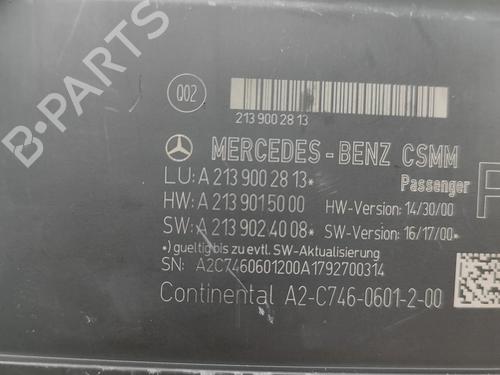 Q02
213 900 28 13
MERCEDES-BENZ CSMM
LU: A 213 900 28 13* Passenger
HW: A 213 901 50 00 HW-Version: 14/30/00
SW: A 213 902 40 08* SW-Version: 16/17/00*
*) gueltig bis zu evtl. SW-Aktualisierung
SN: A2C7460601200A1792700314
Continental A2-C746-0601-2-00